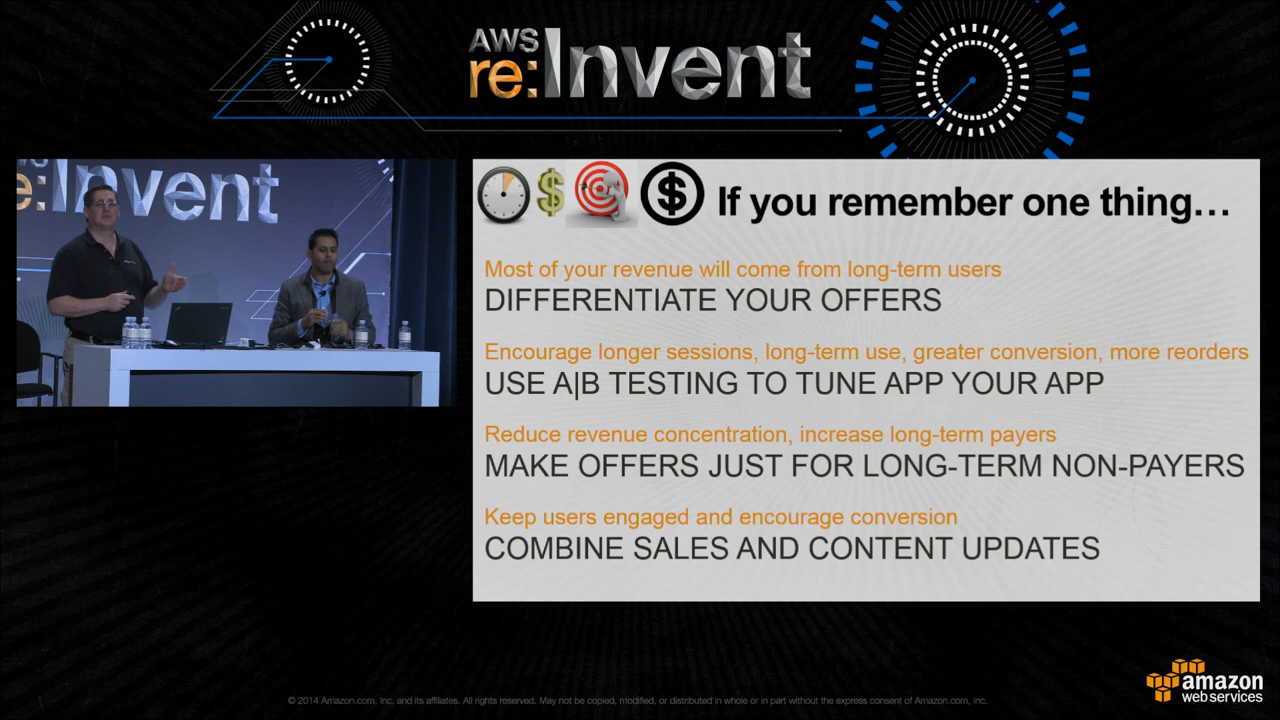 AWS
re:Invent
re:Invent
If you remember one thing…
Most of your revenue will come from long-term users
DIFFERENTIATE YOUR OFFERS
Encourage longer sessions, long-term use, greater conversion, more reorders
USE A|B TESTING TO TUNE APP YOUR APP
Reduce revenue concentration, increase long-term payers
MAKE OFFERS JUST FOR LONG-TERM NON-PAYERS
Keep users engaged and encourage conversion
COMBINE SALES AND CONTENT UPDATES
amazon
web services
© 2014 Amazon.com, Inc. and its affiliates. All rights reserved. May not be copied, modified, or distributed in whole or in part without the express consent of Amazon.com, Inc.